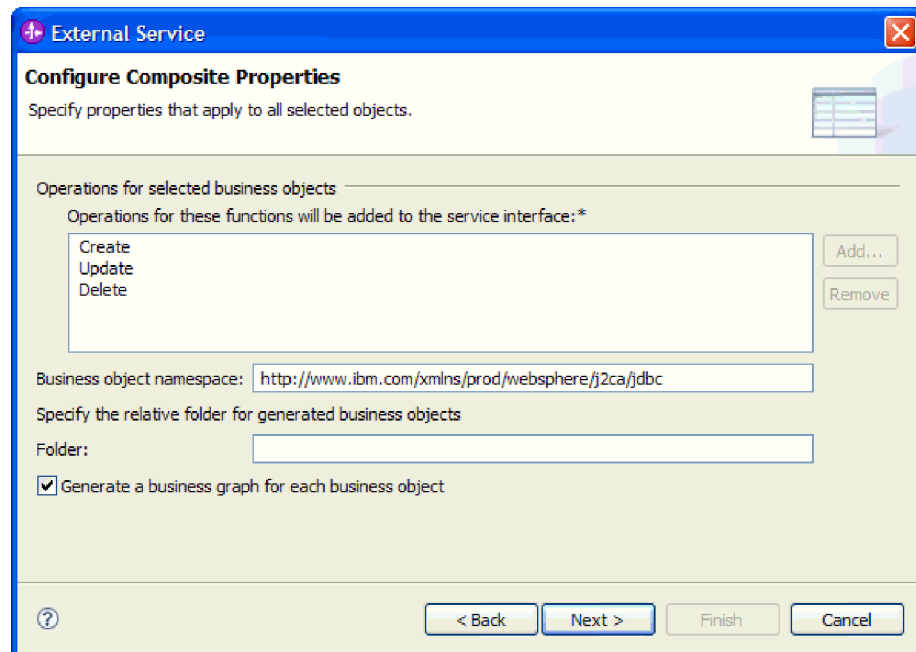 External Service
Configure Composite Properties
Specify properties that apply to all selected objects.
Operations for selected business objects
Operations for these functions will be added to the service interface:*
Create
Update
Delete
Add...
Remove
Business object namespace: http://www.ibm.com/xmlns/prod/websphere/j2ca/jdbc
Specify the relative folder for generated business objects
Folder:
Generate a business graph for each business object
? < Back Next > Finish Cancel